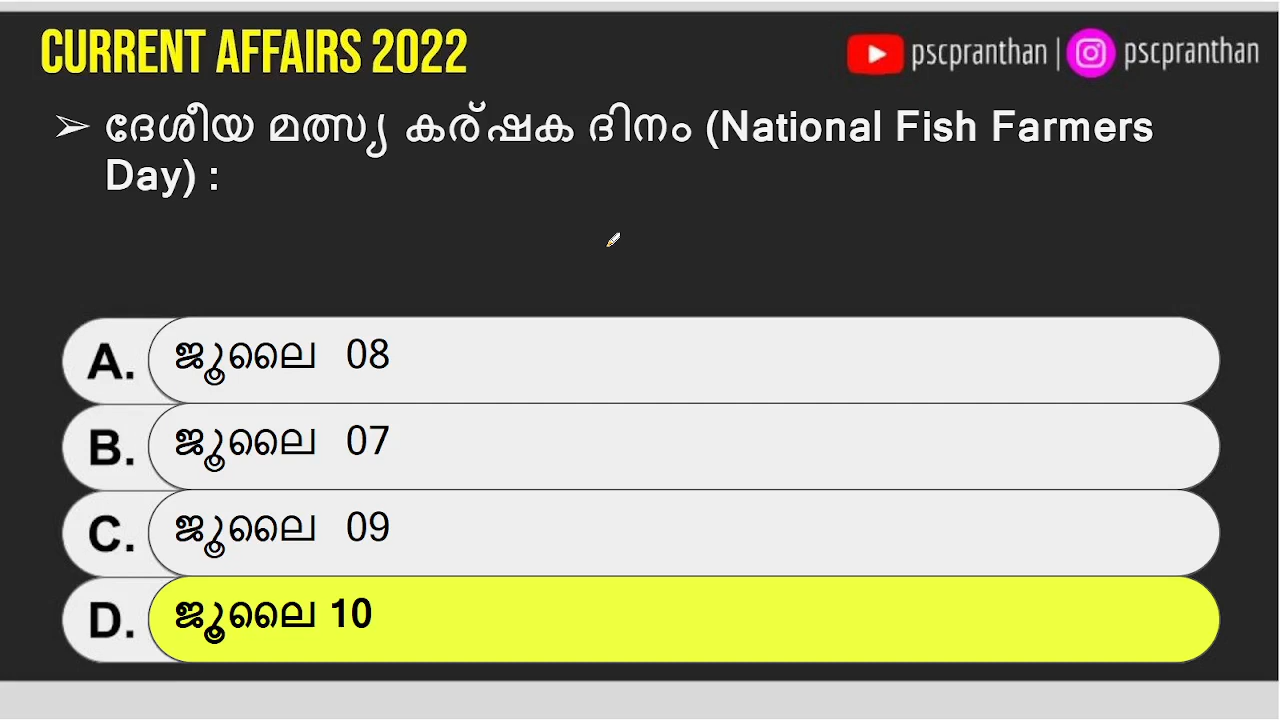 CURRENT AFFAIRS 2022
pscpranthan | pscpranthan
➢ ദേശീയ മത്സ്യ കര്ഷക ദിനം (National Fish Farmers
Day) :
A. ജൂലൈ 08
B. ജൂലൈ 07
C. ജൂലൈ 09
D. ജൂലൈ 10